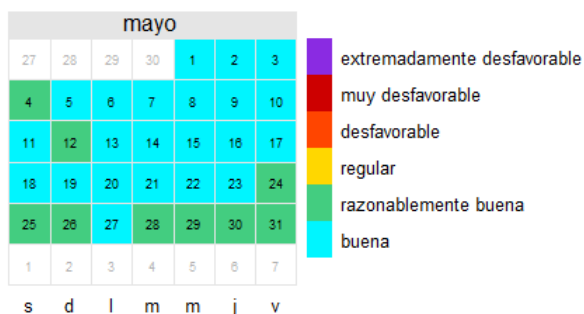 mayo
27 28 29 30 1 2 3
4 5 6 7 8 9 10
11 12 13 14 15 16 17
18 19 20 21 22 23 24
25 26 27 28 29 30 31
1 2 3 4 5 6 7
s d l m m j v
extremadamente desfavorable
muy desfavorable
desfavorable
regular
razonablemente buena
buena